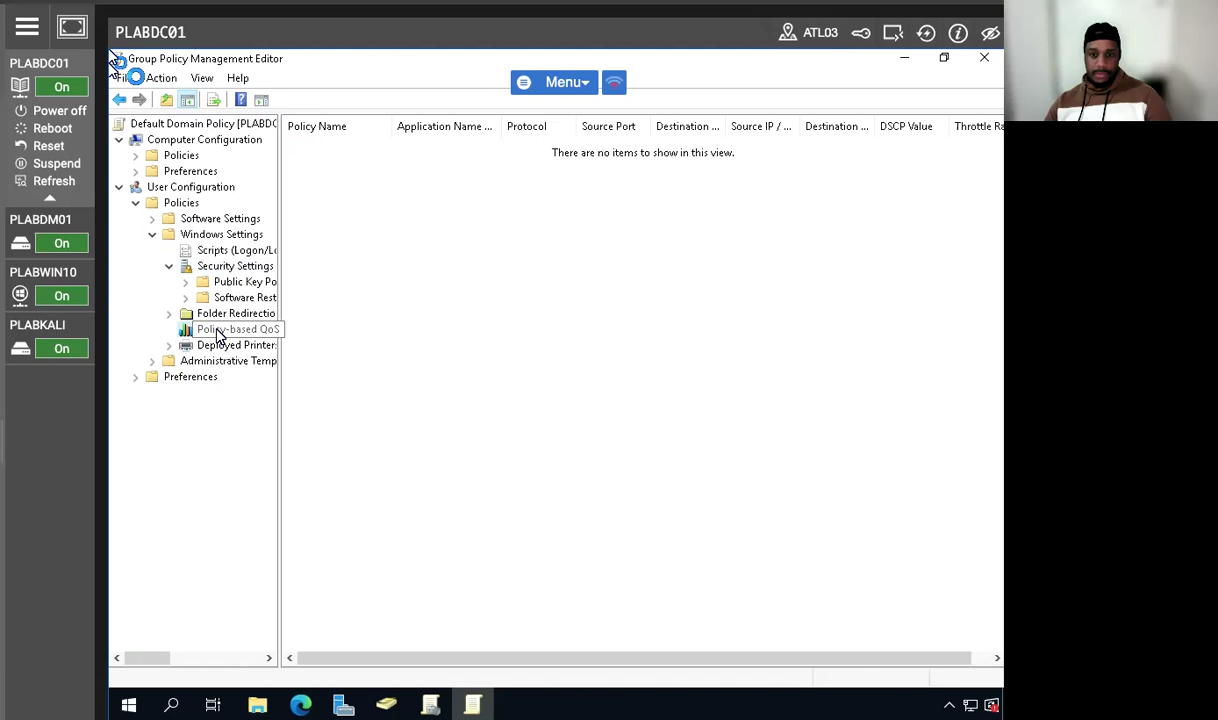 PLABDC01
On
Power off
Reboot
Reset
Suspend
Refresh
PLABDM01
On
PLABWIN10
On
PLABKALI
On
PLABDC01
ATL03
Group Policy Management Editor
Action View Help
Menu
Default Domain Policy [PLABDC
Computer Configuration
Policies
Preferences
User Configuration
Policies
Software Settings
Windows Settings
Scripts (Logon/Lo
Security Settings
Public Key Po
Software Rest
Folder Redirectio
Policy-based QoS
Deployed Printer
Administrative Temp
Preferences
Policy Name Application Name ... Protocol Source Port Destination ... Source IP / ... Destination ... DSCP Value Throttle Ra
There are no items to show in this view.